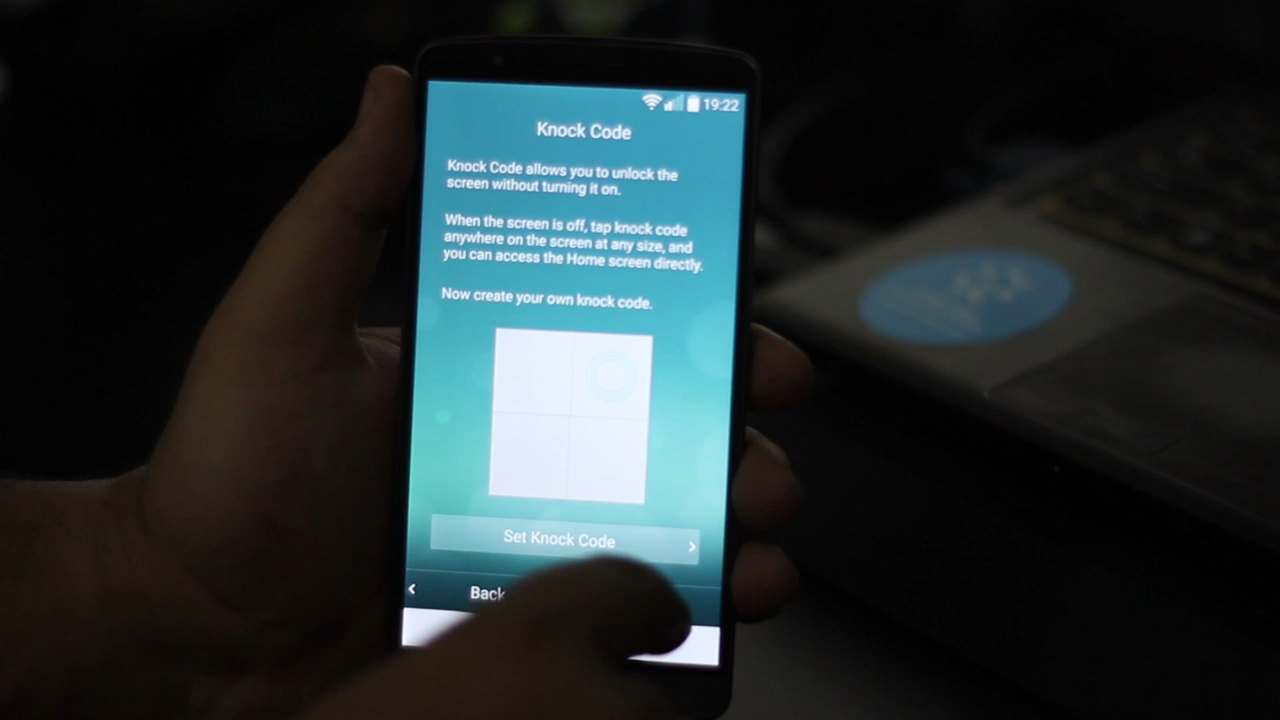 19:22
Knock Code
Knock Code allows you to unlock the
screen without turning it on.
When the screen is off, tap knock code
anywhere on the screen at any size, and
you can access the Home screen directly.
Now create your own knock code.
Set Knock Code
Back